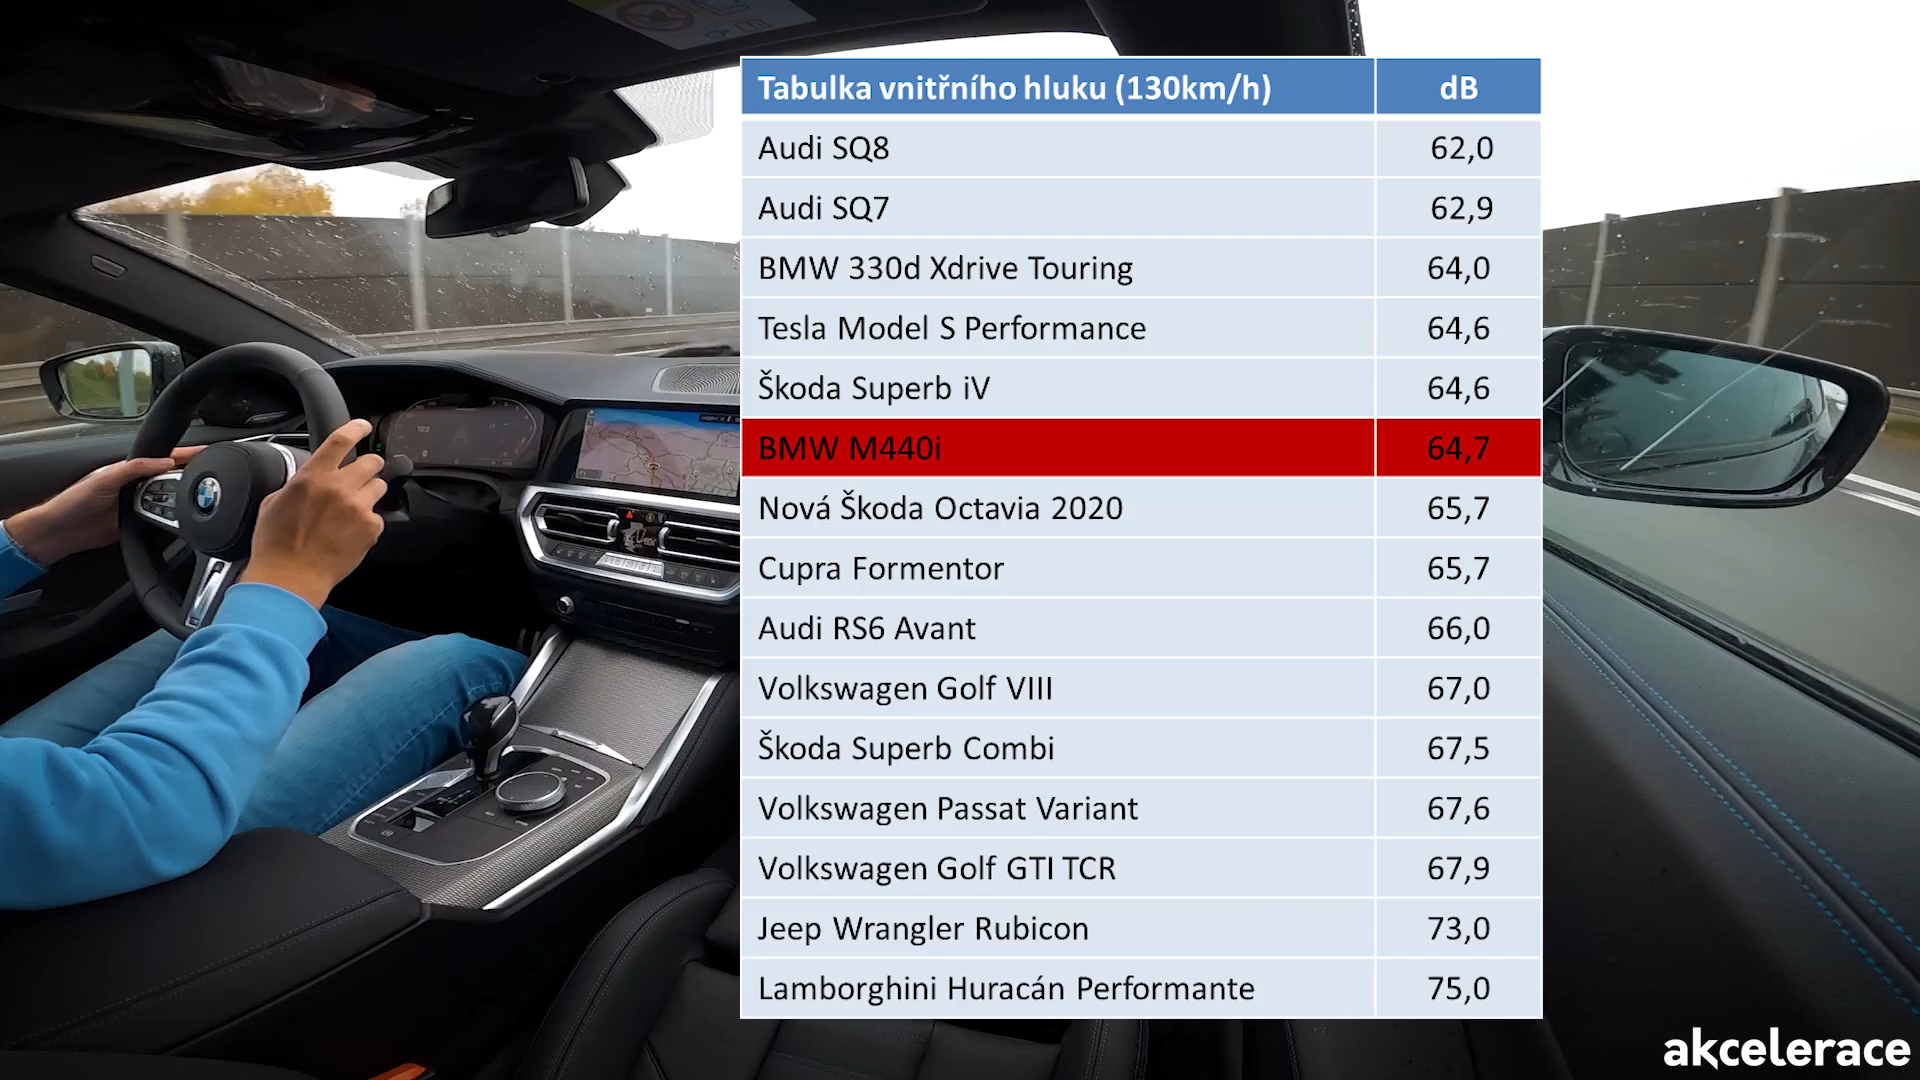 Tabulka vnitřního hluku (130km/h) dB
Audi SQ8 62,0
Audi SQ7 62,9
BMW 330d Xdrive Touring 64,0
Tesla Model S Performance 64,6
Škoda Superb iV 64,6
BMW M440i 64,7
Nová Škoda Octavia 2020 65,7
Cupra Formentor 65,7
Audi RS6 Avant 66,0
Volkswagen Golf VIII 67,0
Škoda Superb Combi 67,5
Volkswagen Passat Variant 67,6
Volkswagen Golf GTI TCR 67,9
Jeep Wrangler Rubicon 73,0
Lamborghini Huracán Performante 75,0
akcelerace